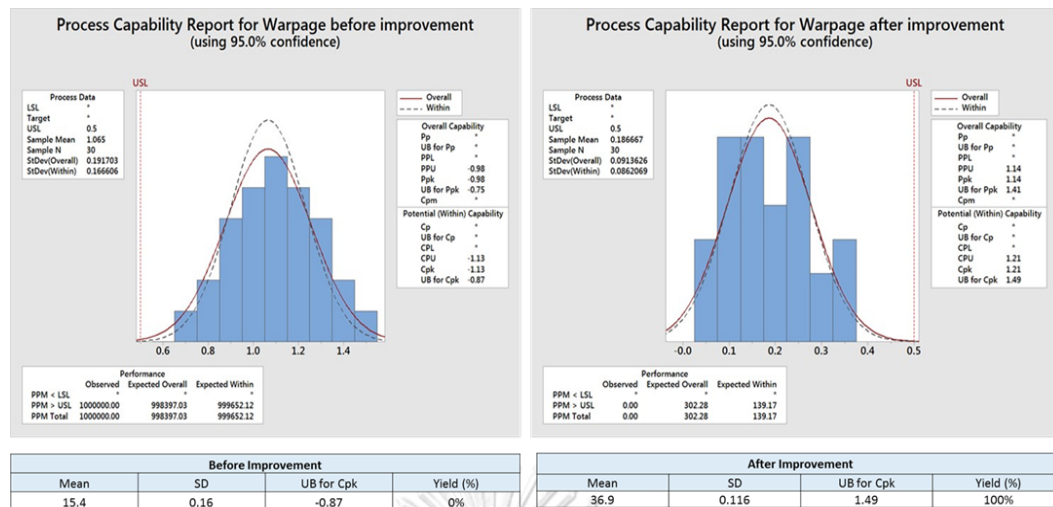 Process Capability Report for Warpage before improvement
(using 95.0% confidence)
USL
Process Data
LSL *
Target *
USL 0.5
Sample Mean 1.065
Sample N 30
StDev(Overall) 0.191703
StDev(Within) 0.166606
Overall
Within
Overall Capability
Pp *
UB for Pp *
PPL *
PPU -0.98
Ppk -0.98
UB for Ppk -0.75
Cpm *
Potential (Within) Capability
Cp *
UB for Cp *
CPL *
CPU -1.13
Cpk -1.13
UB for Cpk -0.87
0.6 0.8 1.0 1.2 1.4
Performance
Observed Expected Overall Expected Within
PPM < LSL * * *
PPM > USL 1000000.00 998397.03 999652.12
PPM Total 1000000.00 998397.03 999652.12
Process Capability Report for Warpage after improvement
(using 95.0% confidence)
USL
Process Data
LSL *
Target *
USL 0.5
Sample Mean 0.186667
Sample N 30
StDev(Overall) 0.0913626
StDev(Within) 0.0862069
Overall
Within
Overall Capability
Pp *
UB for Pp *
PPL *
PPU 1.14
Ppk 1.14
UB for Ppk 1.41
Cpm *
Potential (Within) Capability
Cp *
UB for Cp *
CPL *
CPU 1.21
Cpk 1.21
UB for Cpk 1.49
-0.0 0.1 0.2 0.3 0.4 0.5
Performance
Observed Expected Overall Expected Within
PPM < LSL * * *
PPM > USL 0.00 302.28 139.17
PPM Total 0.00 302.28 139.17
Before Improvement
Mean SD UB for Cpk Yield (%)
15.4 0.16 -0.87 0%
After Improvement
Mean SD UB for Cpk Yield (%)
36.9 0.116 1.49 100%